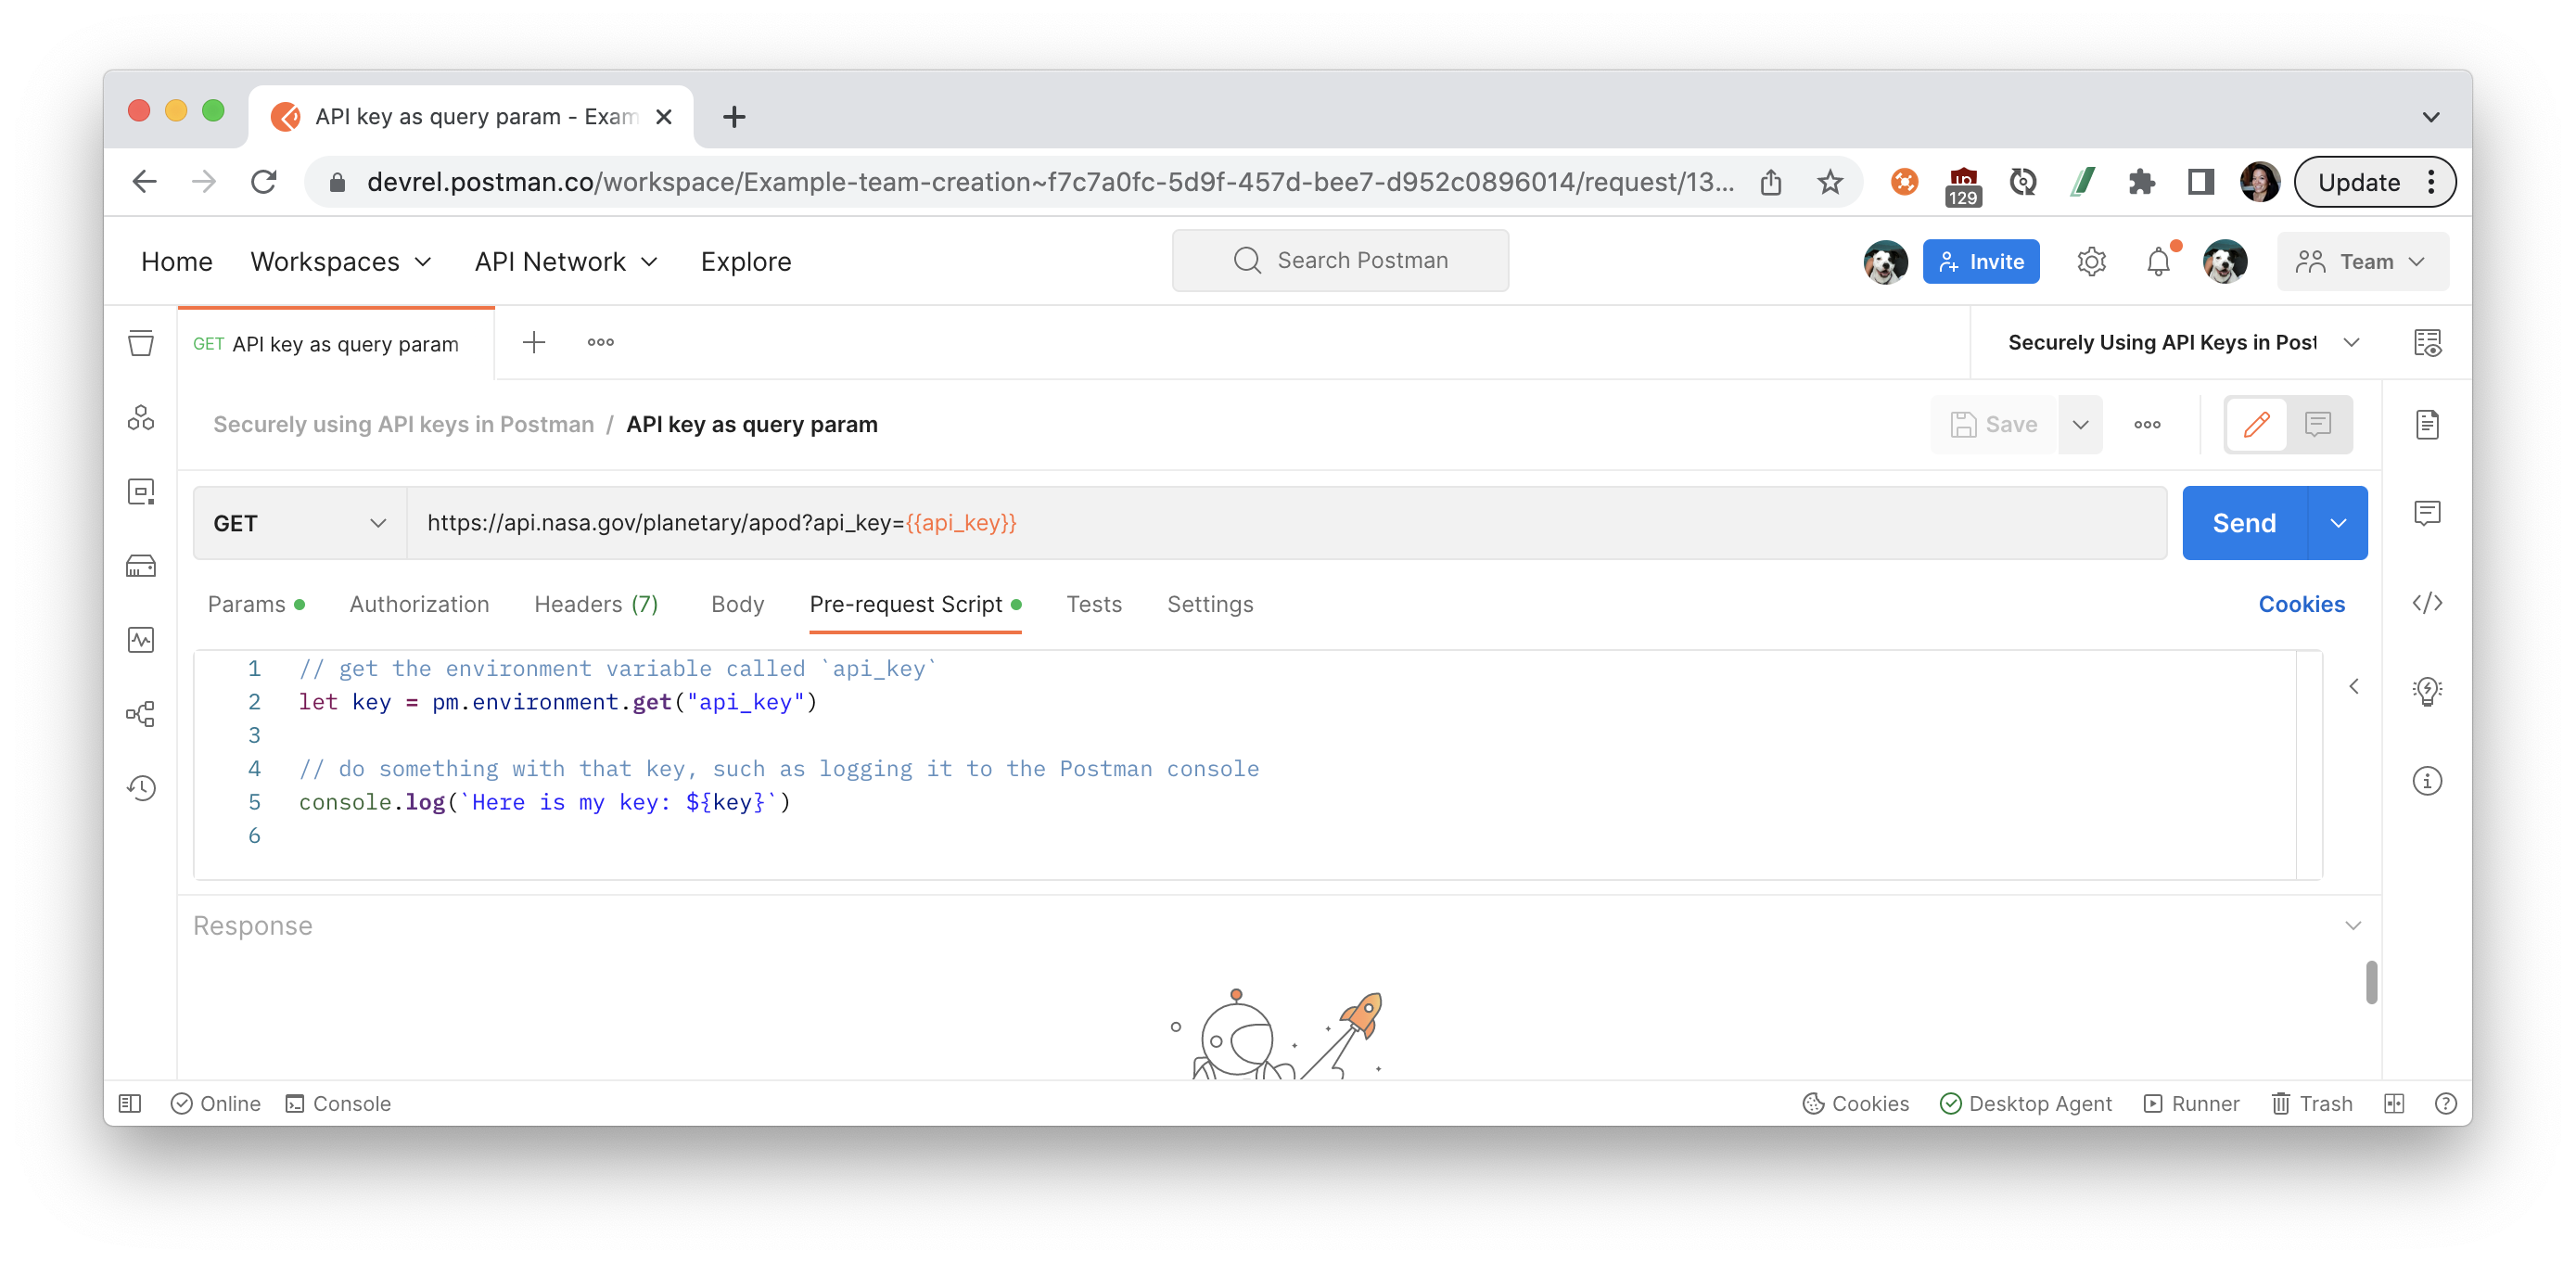 API key as query param - Exam
devrel.postman.co/workspace/Example-team-creation~f7c7a0fc-5d9f-457d-bee7-d952c0896014/request/13...
129
Update
Home
Workspaces
API Network
Explore
Search Postman
Invite
Team
GET API key as query param
Securely Using API Keys in Post
Securely using API keys in Postman / API key as query param
Save
GET
https://api.nasa.gov/planetary/apod?api_key={{api_key}}
Send
Params
Authorization
Headers (7)
Body
Pre-request Script
Tests
Settings
Cookies
1 // get the environment variable called `api_key`
2 let key = pm.environment.get("api_key")
3
4 // do something with that key, such as logging it to the Postman console
5 console.log(`Here is my key: ${key}`)
6
Response
Online
Console
Cookies
Desktop Agent
Runner
Trash